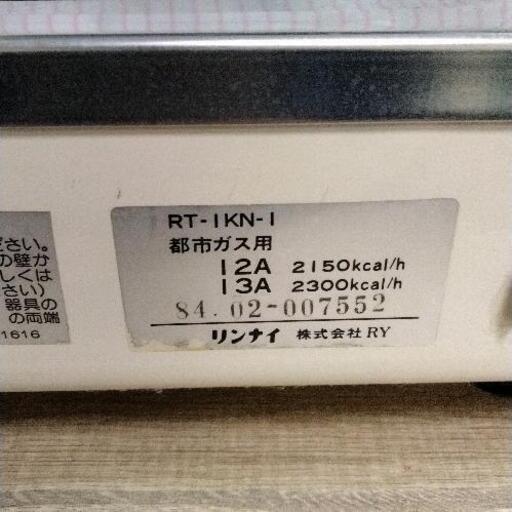 ださい。
の壁か
しくは
さい）
器具の
の両端
1616
RT-1KN-1
都市ガス用
12A 2150kcal/h
13A 2300kcal/h
84.02-007552
リンナイ 株式会社RY